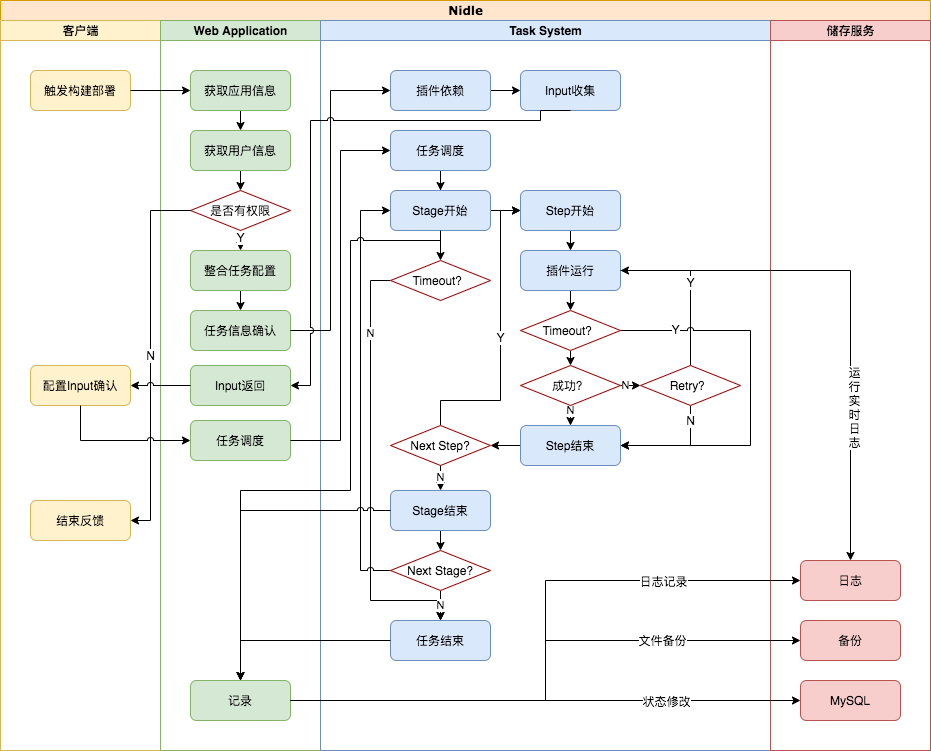 Nidle
客户端
Web Application
Task System
储存服务
触发构建部署
获取应用信息
插件依赖
Input收集
获取用户信息
任务调度
是否有权限
Stage开始
Step开始
Y
整合任务配置
Timeout?
插件运行
Y
任务信息确认
N
Y
Timeout?
Y
N
配置Input确认
Input返回
成功?
N
Retry?
运行实时日志
N
N
任务调度
Next Step?
Step结束
N
结束反馈
Stage结束
Next Stage?
日志记录
日志
N
任务结束
文件备份
备份
记录
状态修改
MySQL